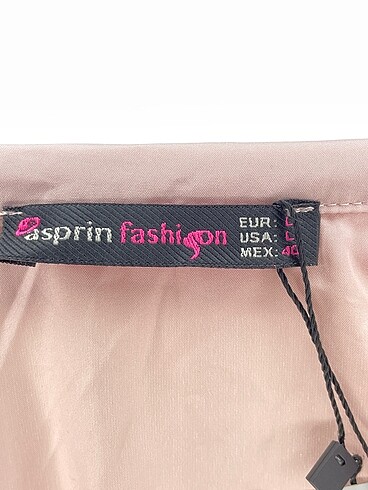 asprin fashion
EUR: L
USA: L
MEX: 40